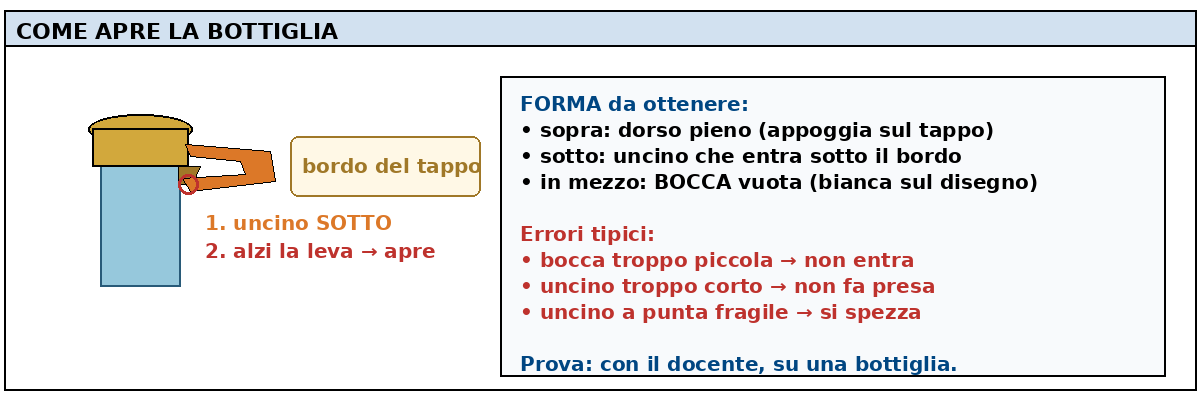 COME APRE LA BOTTIGLIA
bordo del tappo
1. uncino SOTTO
2. alzi la leva → apre
FORMA da ottenere:
• sopra: dorso pieno (appoggia sul tappo)
• sotto: uncino che entra sotto il bordo
• in mezzo: BOCCA vuota (bianca sul disegno)
Errori tipici:
• bocca troppo piccola → non entra
• uncino troppo corto → non fa presa
• uncino a punta fragile → si spezza
Prova: con il docente, su una bottiglia.